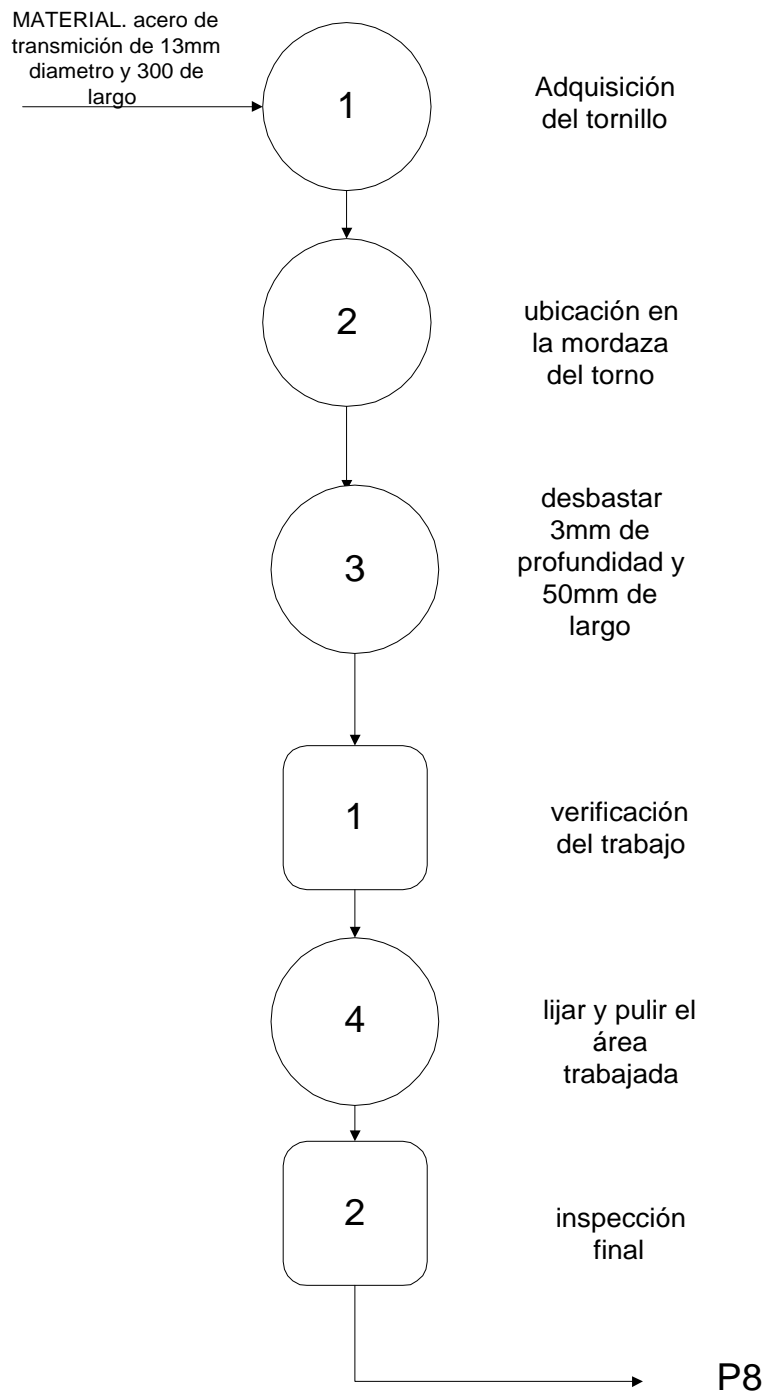 MATERIAL. acero de
transmición de 13mm
diametro y 300 de
largo
1
Adquisición
del tornillo
2
ubicación en
la mordaza
del torno
3
desbastar
3mm de
profundidad y
50mm de
largo
1
verificación
del trabajo
4
lijar y pulir el
área
trabajada
2
inspección
final
P8